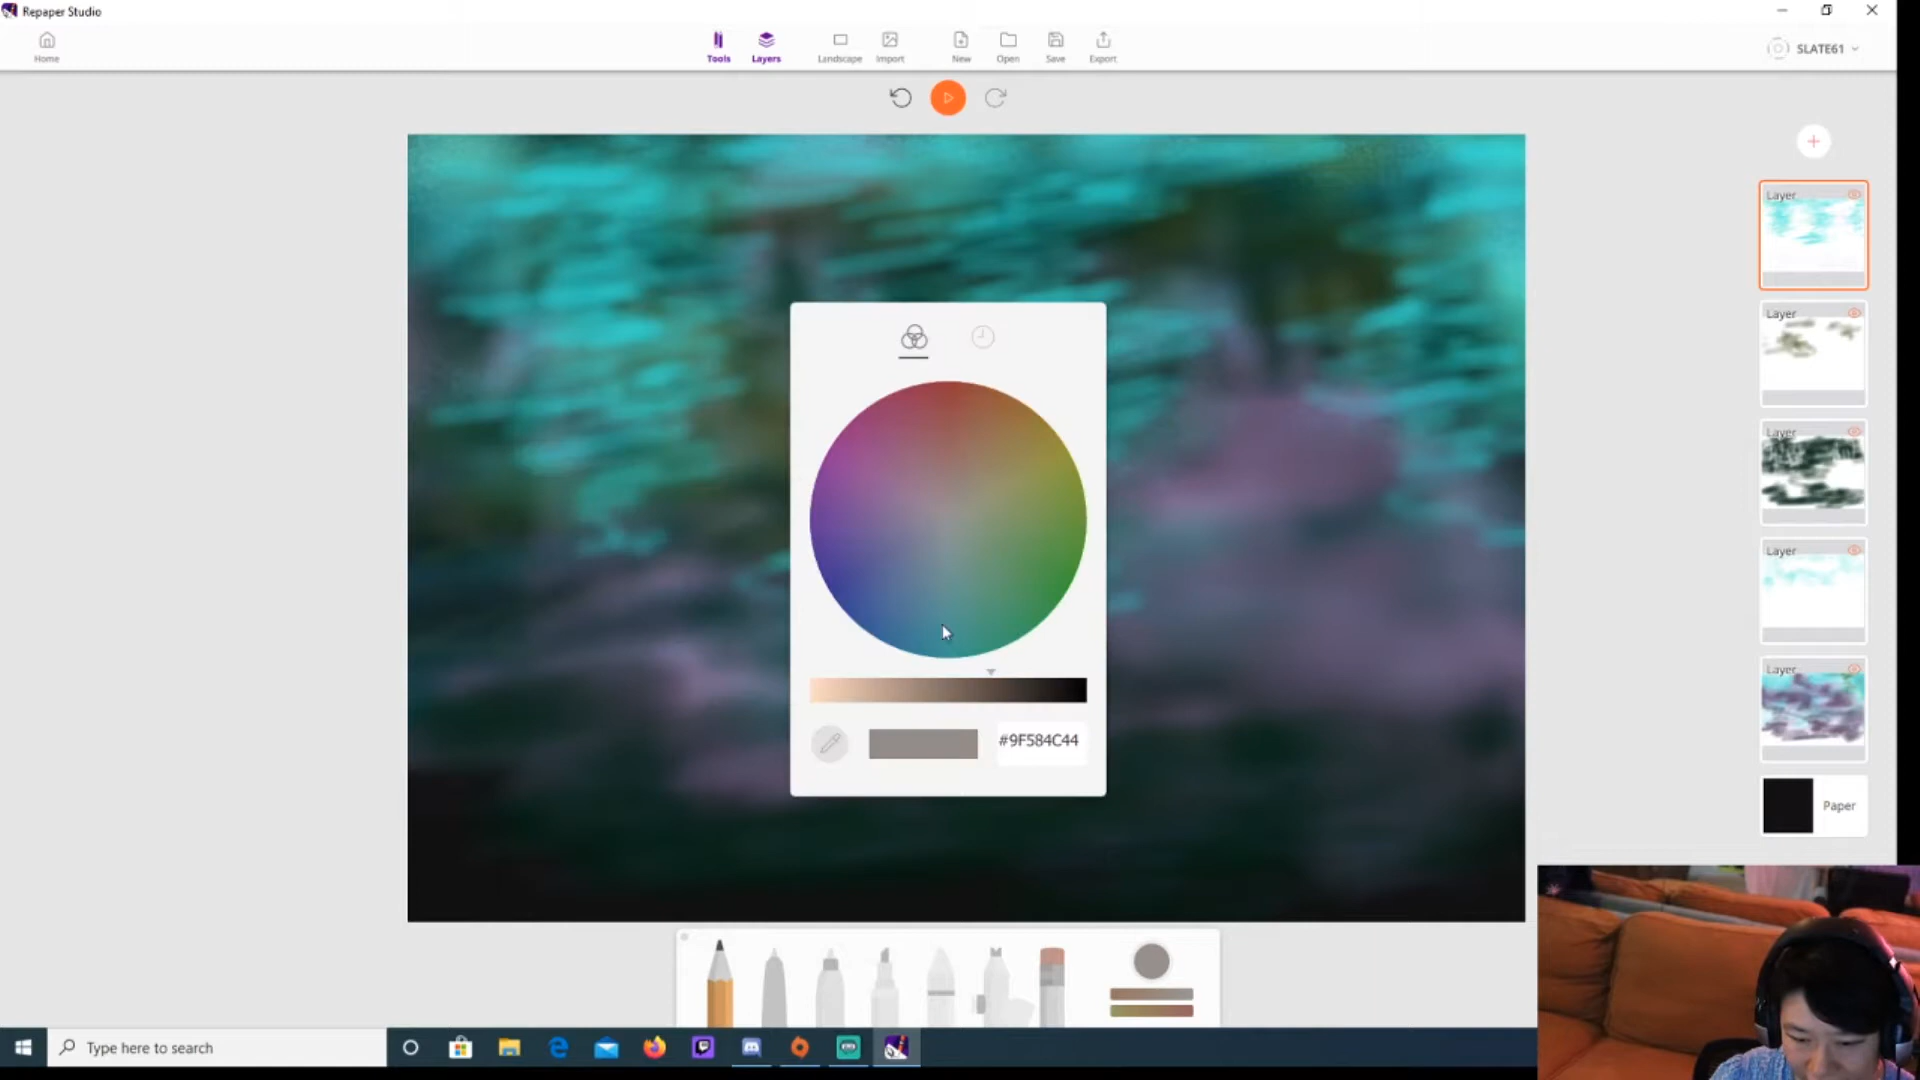 Repaper Studio
Home
Tools
Layers
Landscape
Import
New
Open
Save
Export
SLATE61
Layer
Layer
Layer
Layer
Layer
Paper
#9F584C44
Type here to search